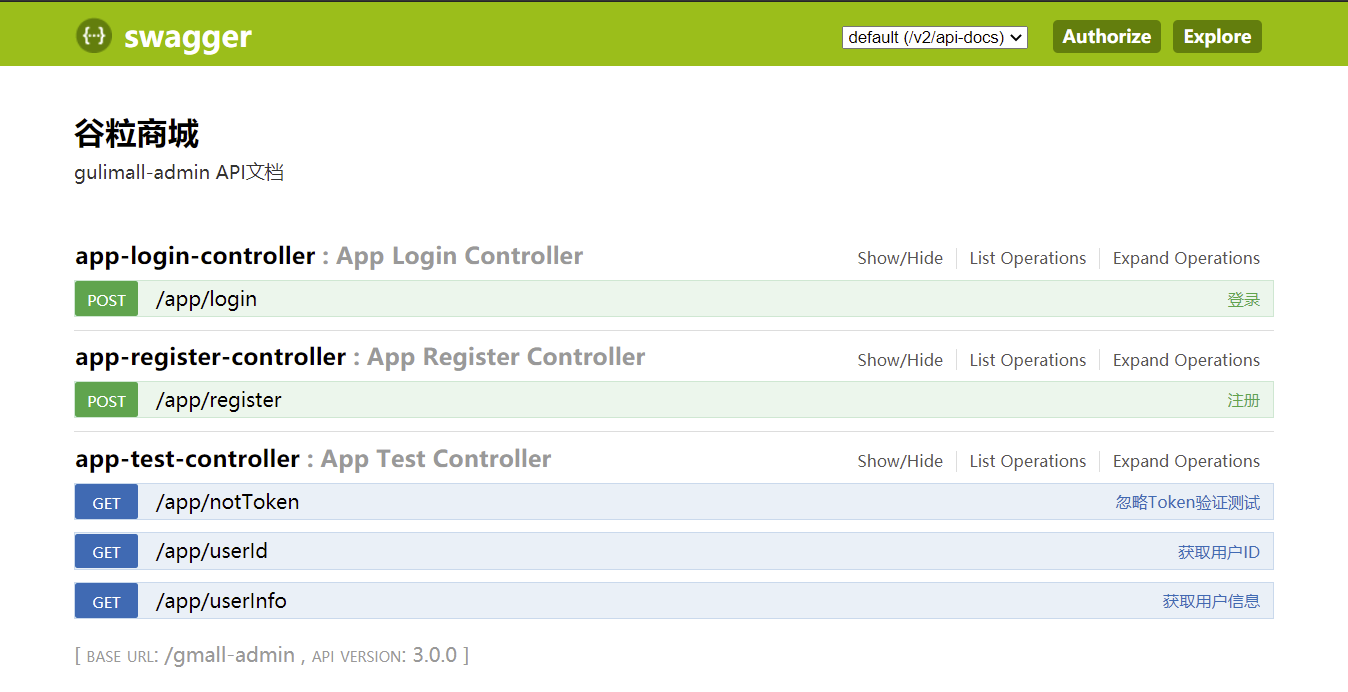 {···} swagger default (/v2/api-docs) Authorize Explore
谷粒商城
gulimall-admin API文档
app-login-controller : App Login Controller Show/Hide List Operations Expand Operations
POST /app/login 登录
app-register-controller : App Register Controller Show/Hide List Operations Expand Operations
POST /app/register 注册
app-test-controller : App Test Controller Show/Hide List Operations Expand Operations
GET /app/notToken 忽略Token验证测试
GET /app/userId 获取用户ID
GET /app/userInfo 获取用户信息
[ BASE URL: /gmall-admin , API VERSION: 3.0.0 ]